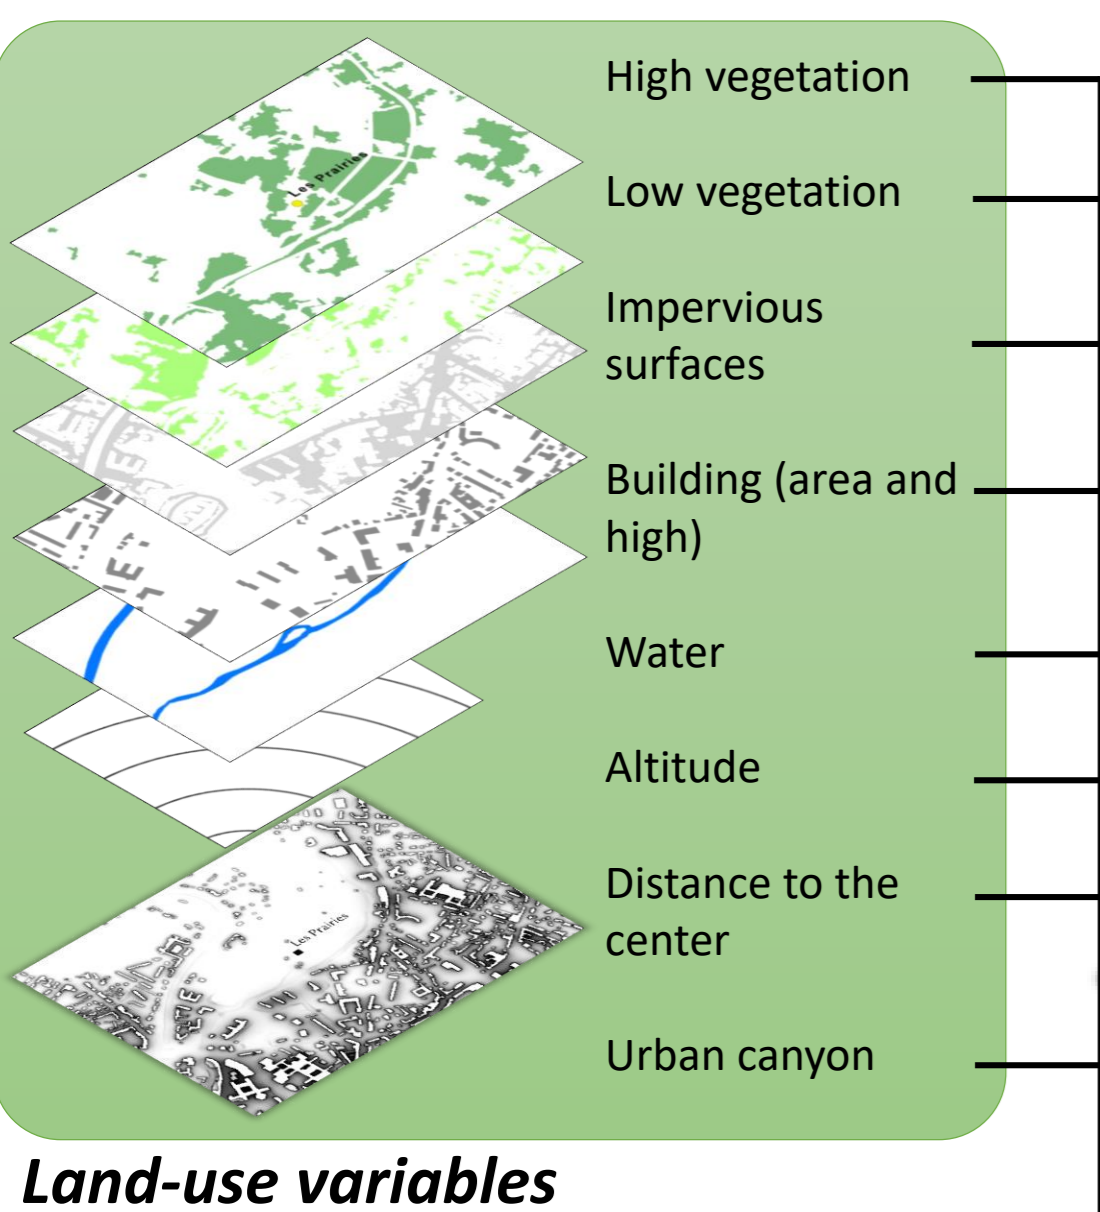 High vegetation
Les Prairies
Low vegetation
Impervious
surfaces
Building (area and
high)
Water
Altitude
Distance to the
center
Les Prairies
Urban canyon
Land-use variables